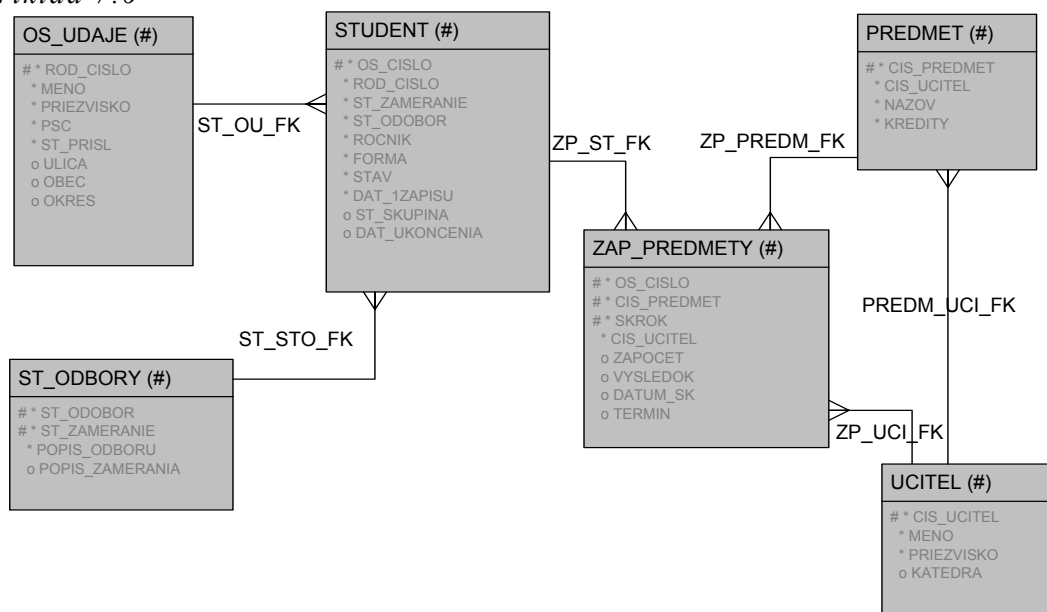 OS_UDAJE (#)
# * ROD_CISLO
* MENO
* PRIEZVISKO
* PSC
* ST_PRISL
o ULICA
o OBEC
o OKRES
ST_OU_FK
STUDENT (#)
# * OS_CISLO
* ROD_CISLO
* ST_ZAMERANIE
* ST_ODOBOR
* ROCNIK
* FORMA
* STAV
* DAT_1ZAPISU
o ST_SKUPINA
o DAT_UKONCENIA
ZP_ST_FK
ZP_PREDM_FK
PREDMET (#)
# * CIS_PREDMET
* CIS_UCITEL
* NAZOV
* KREDITY
ZAP_PREDMETY (#)
# * OS_CISLO
# * CIS_PREDMET
# * SKROK
* CIS_UCITEL
o ZAPOCET
o VYSLEDOK
o DATUM_SK
o TERMIN
PREDM_UCI_FK
ST_STO_FK
ST_ODBORY (#)
# * ST_ODOBOR
# * ST_ZAMERANIE
* POPIS_ODBORU
o POPIS_ZAMERANIA
ZP_UCI_FK
UCITEL (#)
# * CIS_UCITEL
* MENO
* PRIEZVISKO
o KATEDRA